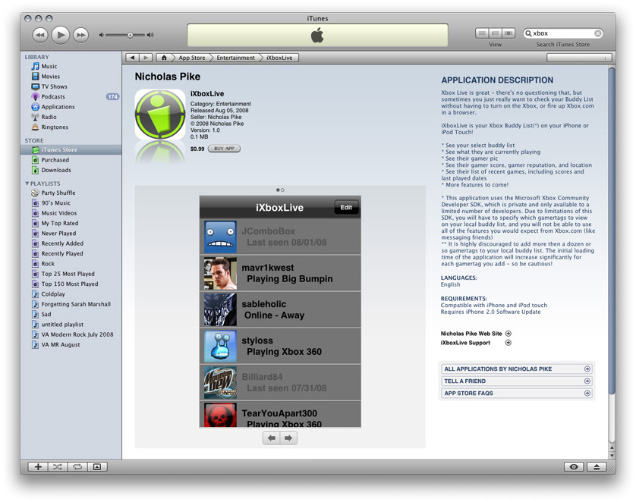 iTunes
xbox
View
Search iTunes Store
LIBRARY
Music
Movies
TV Shows
Podcasts
174
Applications
Radio
Ringtones
STORE
iTunes Store
Purchased
Downloads
PLAYLISTS
Party Shuffle
90's Music
Music Videos
My Top Rated
Never Played
Recently Added
Recently Played
Rock
Top 25 Most Played
Top 150 Most Played
Coldplay
Forgetting Sarah Marshall
Sad
untitled playlist
VA Modern Rock July 2008
VA MR August
App Store
Entertainment
iXboxLive
Nicholas Pike
iXboxLive
Category: Entertainment
Released Aug 05, 2008
Seller: Nicholas Pike
© 2008 Nicholas Pike
Version: 1.0
0.1 MB
$0.99 BUY APP
iXboxLive
Edit
JComboBox
Last seen 08/01/08
mavr1kwest
Playing Big Bumpin
sableholic
Online - Away
styloss
Playing Xbox 360
Billiard84
Last seen 07/31/08
TearYouApart300
Playing Xbox 360
APPLICATION DESCRIPTION
Xbox Live is great - there's no questioning that, but
sometimes you just really want to check your Buddy List
without having to turn on the Xbox, or fire up Xbox.com
in a browser.
iXboxLive is your Xbox Buddy List(*) on your iPhone or
iPod Touch!
* See your select buddy list
* See what they are currently playing
* See their gamer pic
* See their gamer score, gamer reputation, and location
* See their list of recent games, including scores and
last played dates
* More features to come!
* This application uses the Microsoft Xbox Community
Developer SDK, which is private and only available to a
limited number of developers. Due to limitations of this
SDK, you will have to specify which gamertags to view
on your local buddy list, and you will not be able to use
all of the features you would expect from Xbox.com (like
messaging friends)
** It is highly discouraged to add more then a dozen or
so gamertags to your local buddy list. The initial loading
time of the application will increase significantly for
each gamertag you add - so be cautious!
LANGUAGES:
English
REQUIREMENTS:
Compatible with iPhone and iPod touch
Requires iPhone 2.0 Software Update
Nicholas Pike Web Site
iXboxLive Support
ALL APPLICATIONS BY NICHOLAS PIKE
TELL A FRIEND
APP STORE FAQS